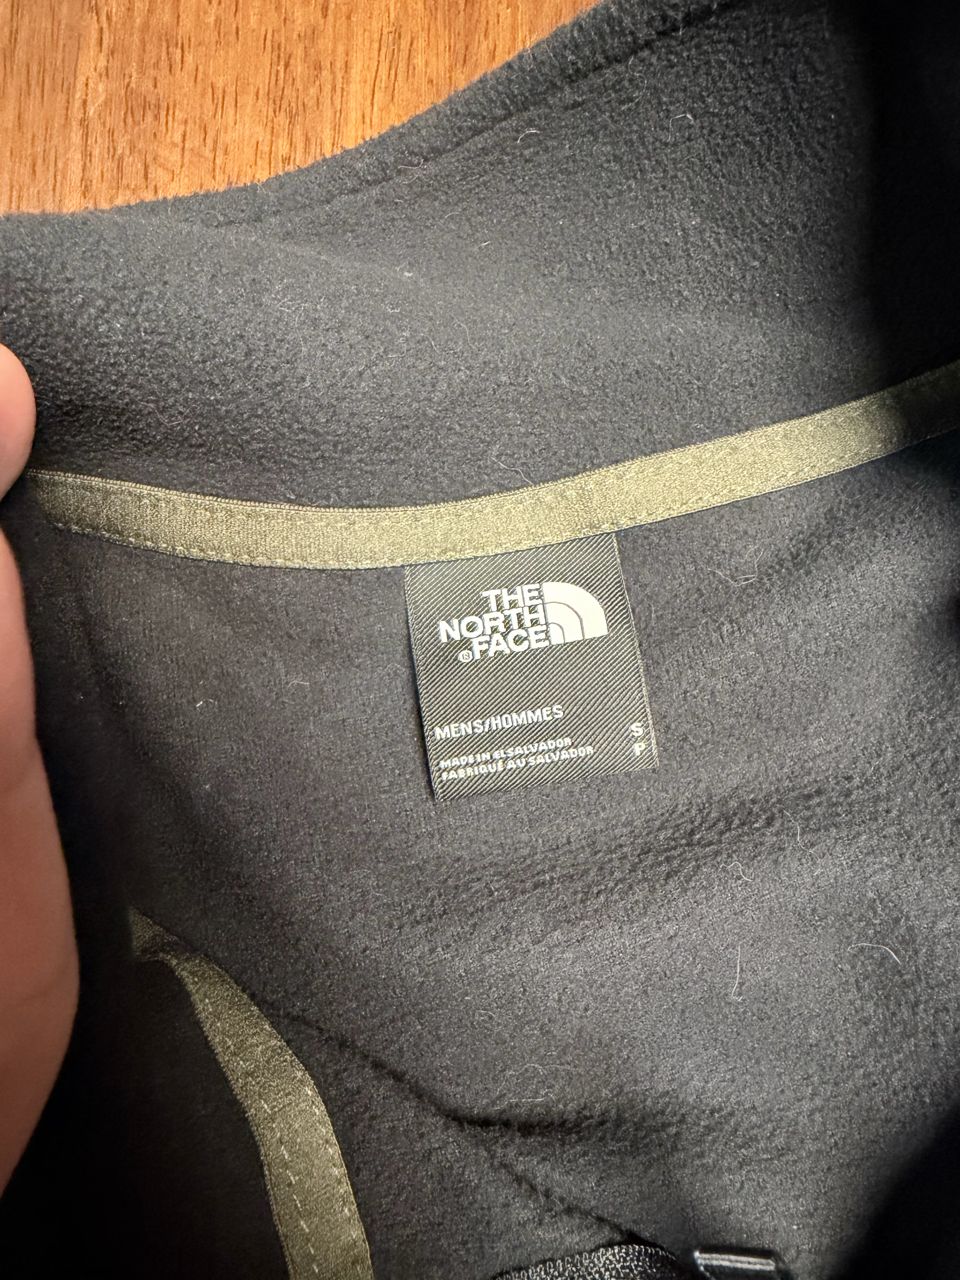 THE
NORTH
FACE
MENS/HOMMES
S
MADE IN EL SALVADOR
P
FABRIQUÉ AU SALVADOR